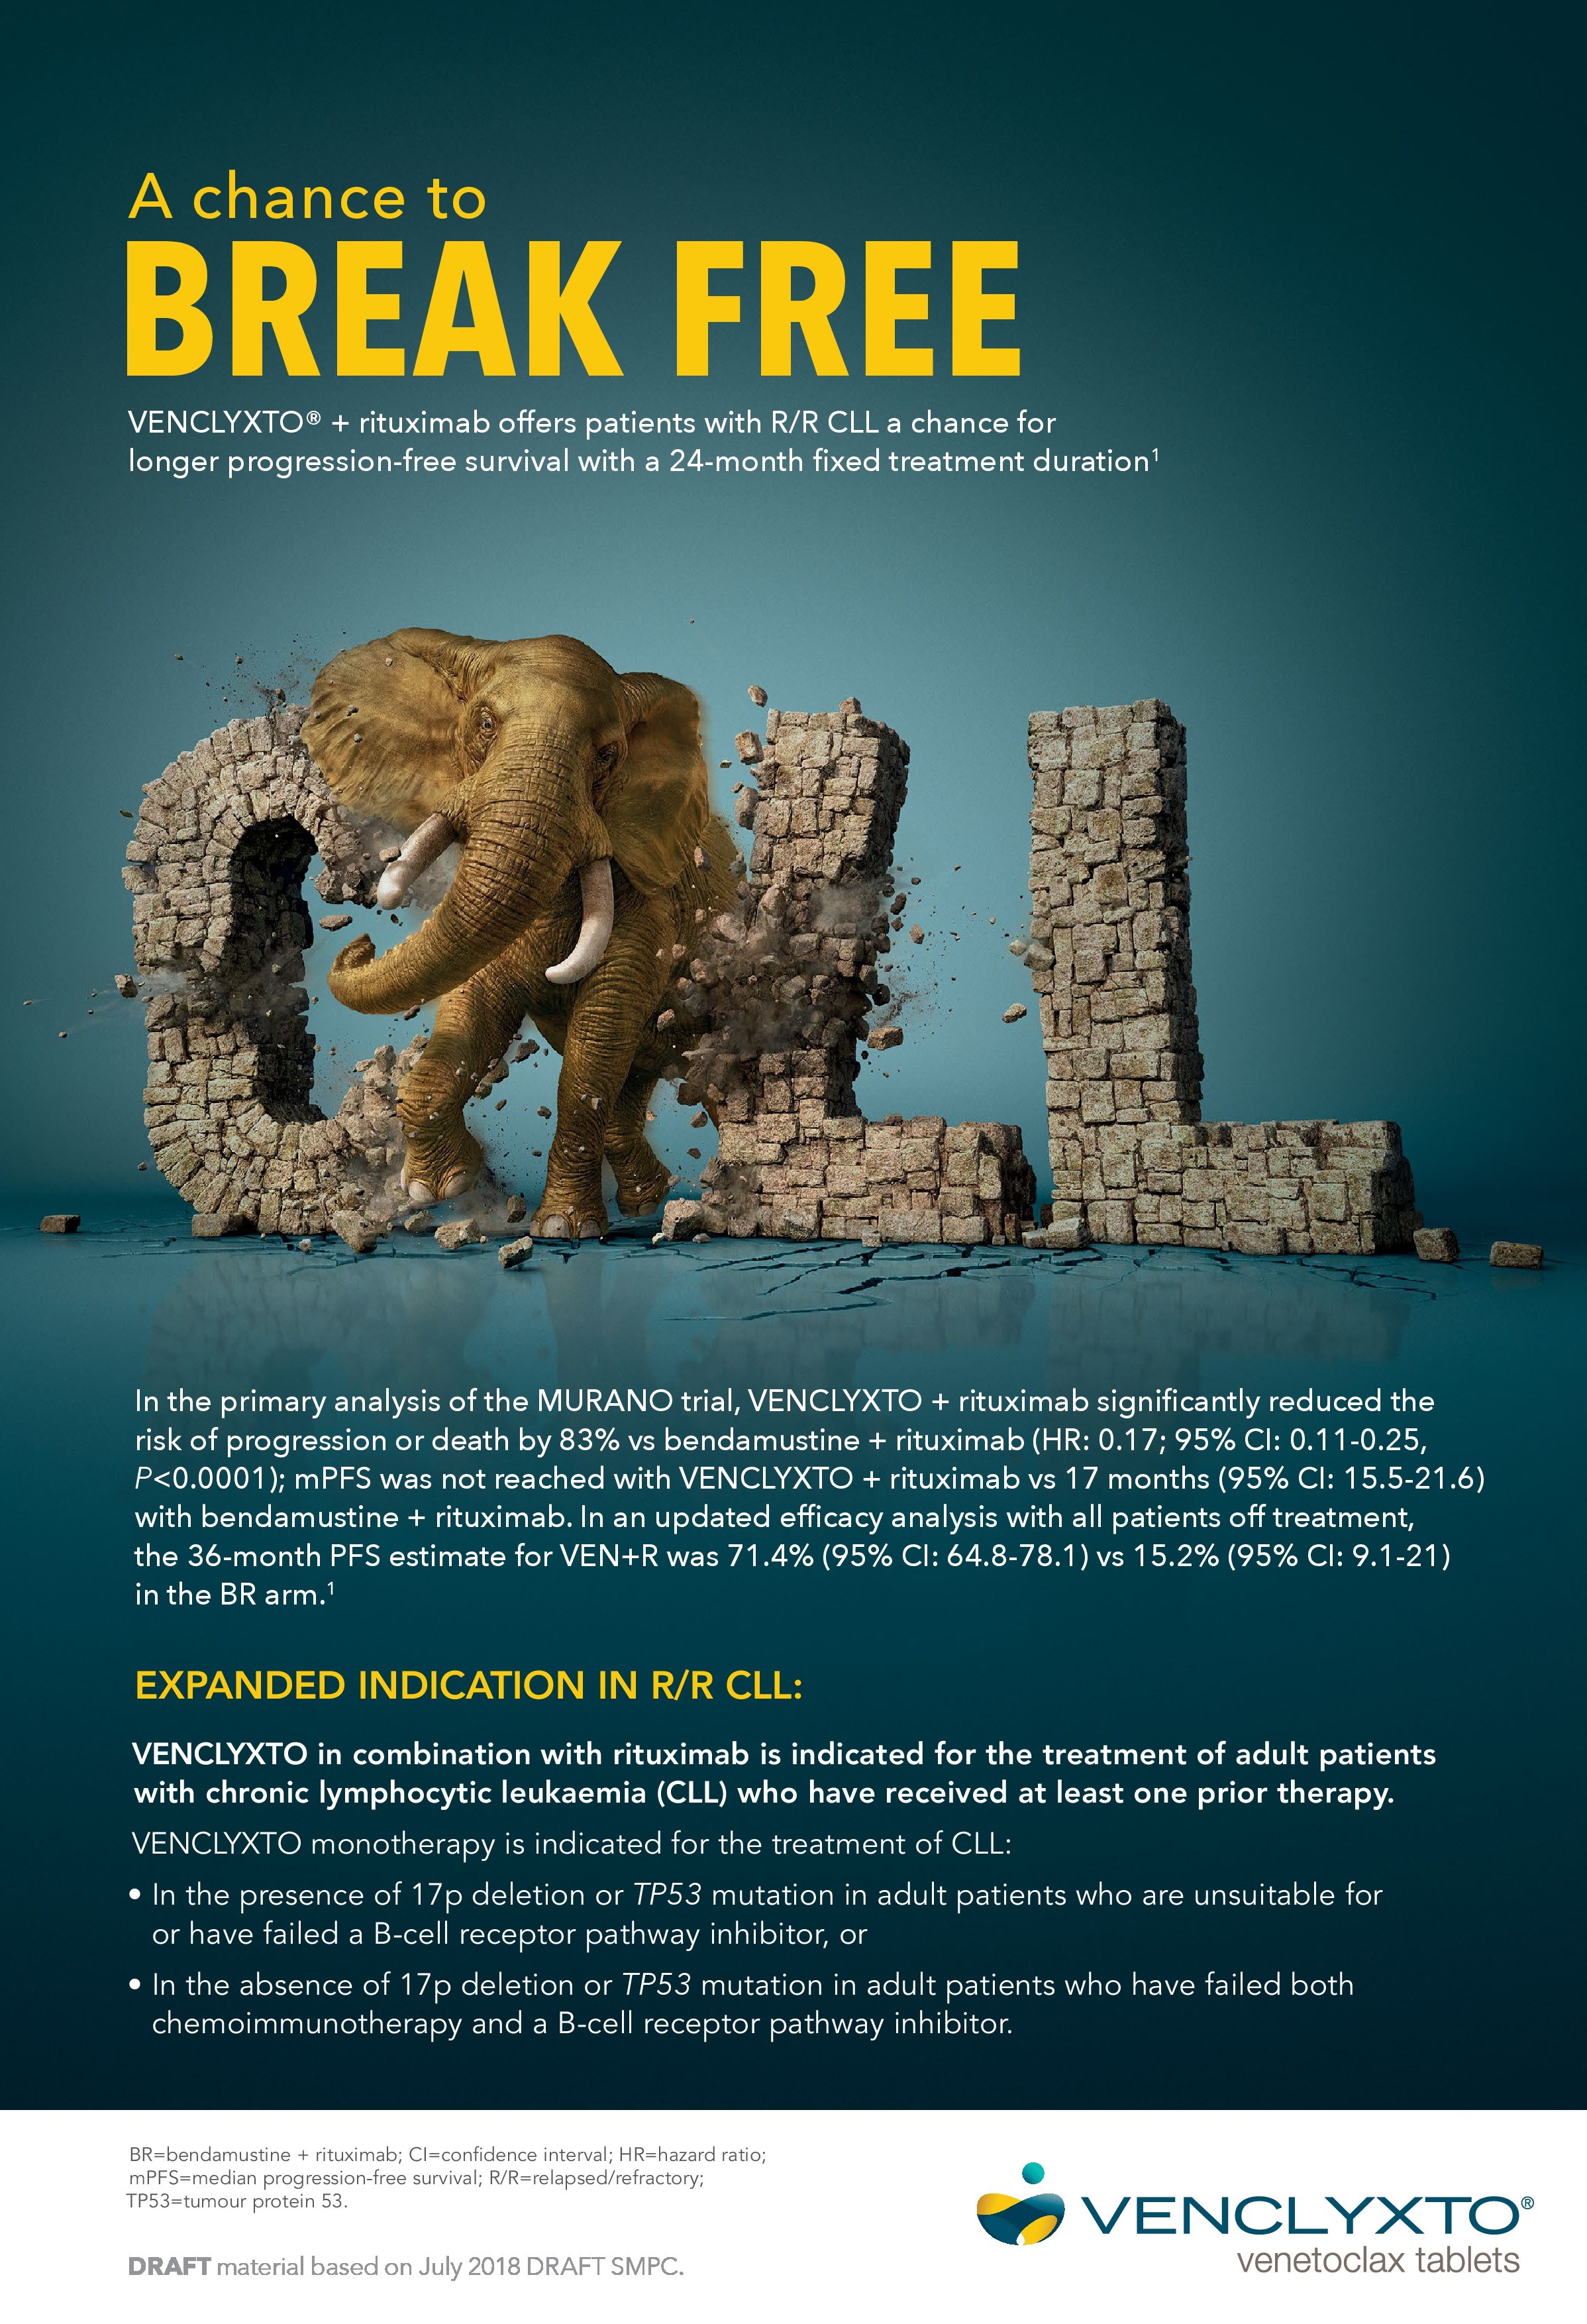 A chance to
BREAK FREE
VENCLYXTO® + rituximab offers patients with R/R CLL a chance for
longer progression-free survival with a 24-month fixed treatment duration¹
CLL
In the primary analysis of the MURANO trial, VENCLYXTO + rituximab significantly reduced the
risk of progression or death by 83% vs bendamustine + rituximab (HR: 0.17; 95% CI: 0.11-0.25,
P<0.0001); mPFS was not reached with VENCLYXTO + rituximab vs 17 months (95% CI: 15.5-21.6)
with bendamustine + rituximab. In an updated efficacy analysis with all patients off treatment,
the 36-month PFS estimate for VEN+R was 71.4% (95% CI: 64.8-78.1) vs 15.2% (95% CI: 9.1-21)
in the BR arm.¹
EXPANDED INDICATION IN R/R CLL:
VENCLYXTO in combination with rituximab is indicated for the treatment of adult patients
with chronic lymphocytic leukaemia (CLL) who have received at least one prior therapy.
VENCLYXTO monotherapy is indicated for the treatment of CLL:
• In the presence of 17p deletion or TP53 mutation in adult patients who are unsuitable for
or have failed a B-cell receptor pathway inhibitor, or
• In the absence of 17p deletion or TP53 mutation in adult patients who have failed both
chemoimmunotherapy and a B-cell receptor pathway inhibitor.
BR=bendamustine + rituximab; CI=confidence interval; HR=hazard ratio;
mPFS=median progression-free survival; R/R=relapsed/refractory;
TP53=tumour protein 53.
DRAFT material based on July 2018 DRAFT SMPC.
VENCLYXTO®
venetoclax tablets